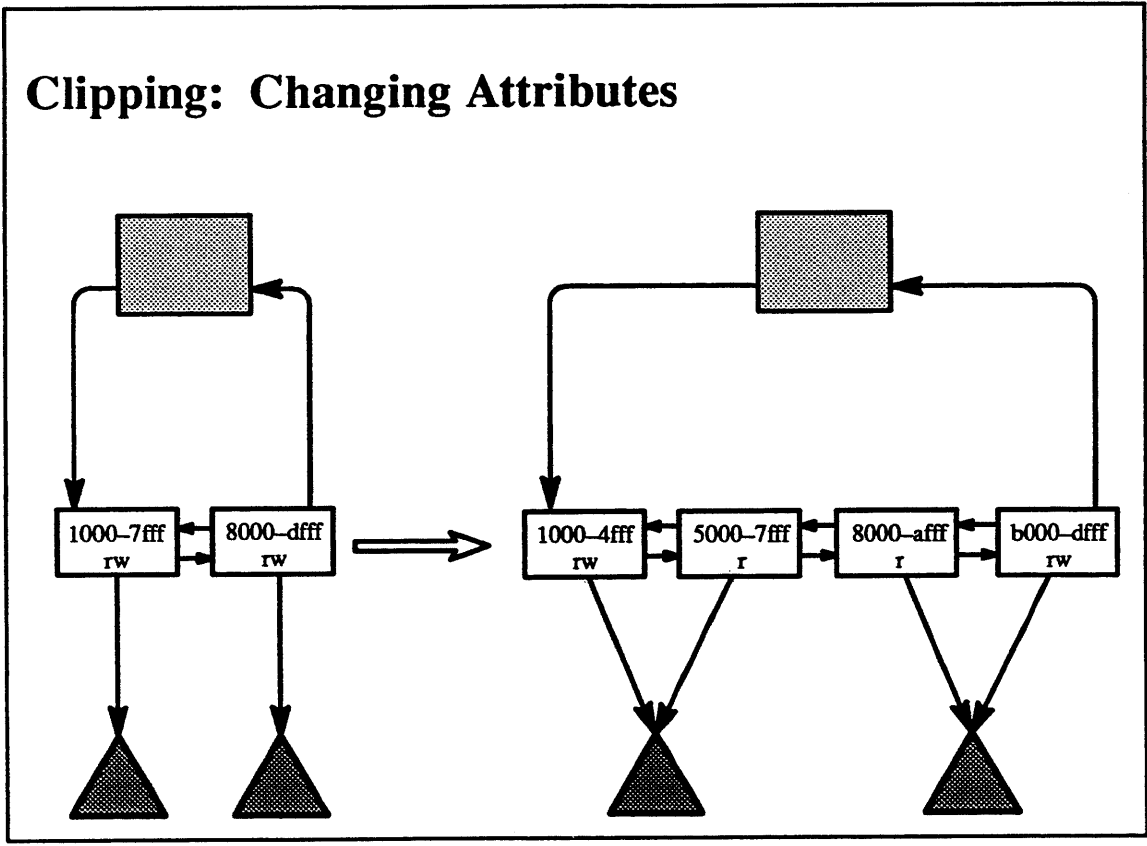 Clipping: Changing Attributes
1000–7fff
rw
8000–dfff
rw
1000–4fff
rw
5000–7fff
r
8000–afff
r
b000–dfff
rw